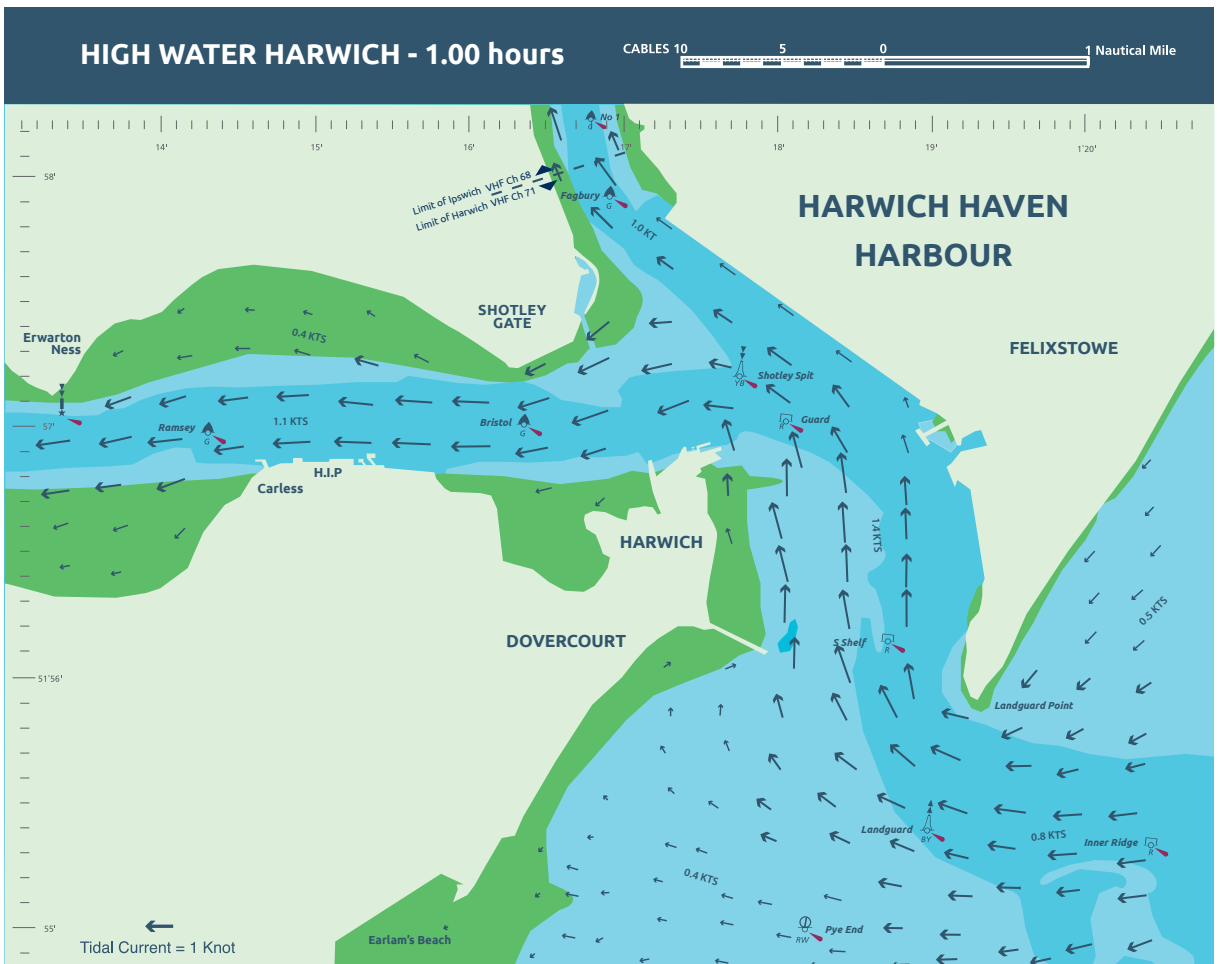 HIGH WATER HARWICH - 1.00 hours
CABLES 10 5 0 1 Nautical Mile
14' 15' 16' 17' 18' 19' 1°20'
No 1
G
58'
Limit of Ipswich VHF Ch 68
Limit of Harwich VHF Ch 71
Fagbury
G
1.0 KT
HARWICH HAVEN
HARBOUR
SHOTLEY
GATE
0.4 KTS
Erwarton
Ness
FELIXSTOWE
YB
Shotley Spit
57'
Ramsey
G
1.1 KTS
Bristol
G
R
Guard
H.I.P
Carless
HARWICH
1.4 KTS
0.5 KTS
DOVERCOURT
S Shelf
R
51°56'
Landguard Point
Landguard
BY
0.8 KTS
Inner Ridge
R
0.4 KTS
55'
Earlam's Beach
Pye End
RW
Tidal Current = 1 Knot